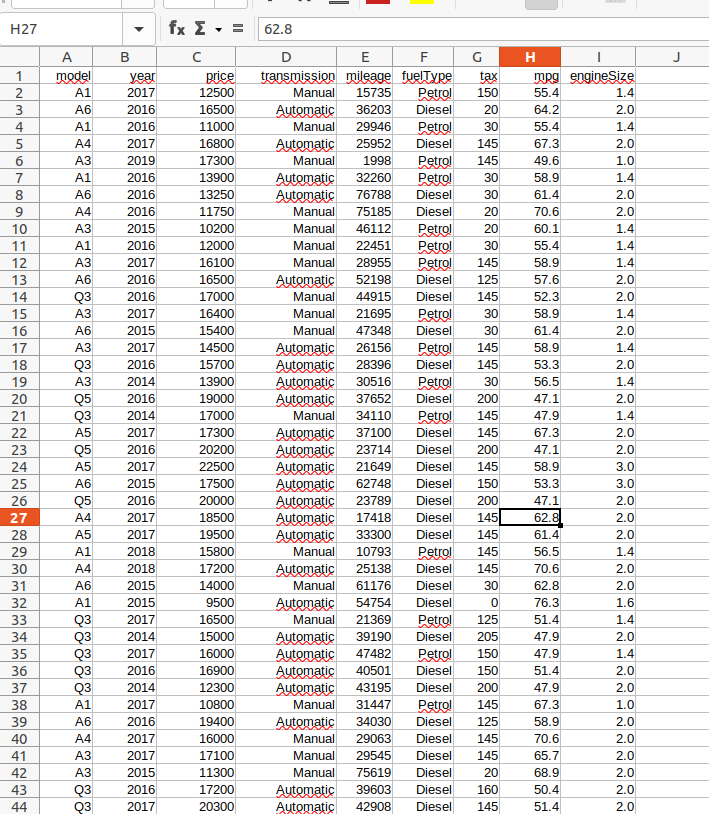 H27 fx Σ = 62.8
A B C D E F G H I J
1 model year price transmission mileage fuelType tax mpg engineSize
2 A1 2017 12500 Manual 15735 Petrol 150 55.4 1.4
3 A6 2016 16500 Automatic 36203 Diesel 20 64.2 2.0
4 A1 2016 11000 Manual 29946 Petrol 30 55.4 1.4
5 A4 2017 16800 Automatic 25952 Diesel 145 67.3 2.0
6 A3 2019 17300 Manual 1998 Petrol 145 49.6 1.0
7 A1 2016 13900 Automatic 32260 Petrol 30 58.9 1.4
8 A6 2016 13250 Automatic 76788 Diesel 30 61.4 2.0
9 A4 2016 11750 Manual 75185 Diesel 20 70.6 2.0
10 A3 2015 10200 Manual 46112 Petrol 20 60.1 1.4
11 A1 2016 12000 Manual 22451 Petrol 30 55.4 1.4
12 A3 2017 16100 Manual 28955 Petrol 145 58.9 1.4
13 A6 2016 16500 Automatic 52198 Diesel 125 57.6 2.0
14 Q3 2016 17000 Manual 44915 Diesel 145 52.3 2.0
15 A3 2017 16400 Manual 21695 Petrol 30 58.9 1.4
16 A6 2015 15400 Manual 47348 Diesel 30 61.4 2.0
17 A3 2017 14500 Automatic 26156 Petrol 145 58.9 1.4
18 Q3 2016 15700 Automatic 28396 Diesel 145 53.3 2.0
19 A3 2014 13900 Automatic 30516 Petrol 30 56.5 1.4
20 Q5 2016 19000 Automatic 37652 Diesel 200 47.1 2.0
21 Q3 2014 17000 Manual 34110 Petrol 145 47.9 1.4
22 A5 2017 17300 Automatic 37100 Diesel 145 67.3 2.0
23 Q5 2016 20200 Automatic 23714 Diesel 200 47.1 2.0
24 A5 2017 22500 Automatic 21649 Diesel 145 58.9 3.0
25 A6 2015 17500 Automatic 62748 Diesel 150 53.3 3.0
26 Q5 2016 20000 Automatic 23789 Diesel 200 47.1 2.0
27 A4 2017 18500 Automatic 17418 Diesel 145 62.8 2.0
28 A5 2017 19500 Automatic 33300 Diesel 145 61.4 2.0
29 A1 2018 15800 Manual 10793 Petrol 145 56.5 1.4
30 A4 2018 17200 Automatic 25138 Diesel 145 70.6 2.0
31 A6 2015 14000 Manual 61176 Diesel 30 62.8 2.0
32 A1 2015 9500 Automatic 54754 Diesel 0 76.3 1.6
33 Q3 2017 16500 Manual 21369 Petrol 125 51.4 1.4
34 Q3 2014 15000 Automatic 39190 Diesel 205 47.9 2.0
35 Q3 2017 16000 Automatic 47482 Petrol 150 47.9 1.4
36 Q3 2016 16900 Automatic 40501 Diesel 150 51.4 2.0
37 Q3 2014 12300 Automatic 43195 Diesel 200 47.9 2.0
38 A1 2017 10800 Manual 31447 Petrol 145 67.3 1.0
39 A6 2016 19400 Automatic 34030 Diesel 125 58.9 2.0
40 A4 2017 16000 Manual 29063 Diesel 145 70.6 2.0
41 A3 2017 17100 Manual 29545 Diesel 145 65.7 2.0
42 A3 2015 11300 Manual 75619 Diesel 20 68.9 2.0
43 Q3 2016 17200 Automatic 39603 Diesel 160 50.4 2.0
44 Q3 2017 20300 Automatic 42908 Diesel 145 51.4 2.0